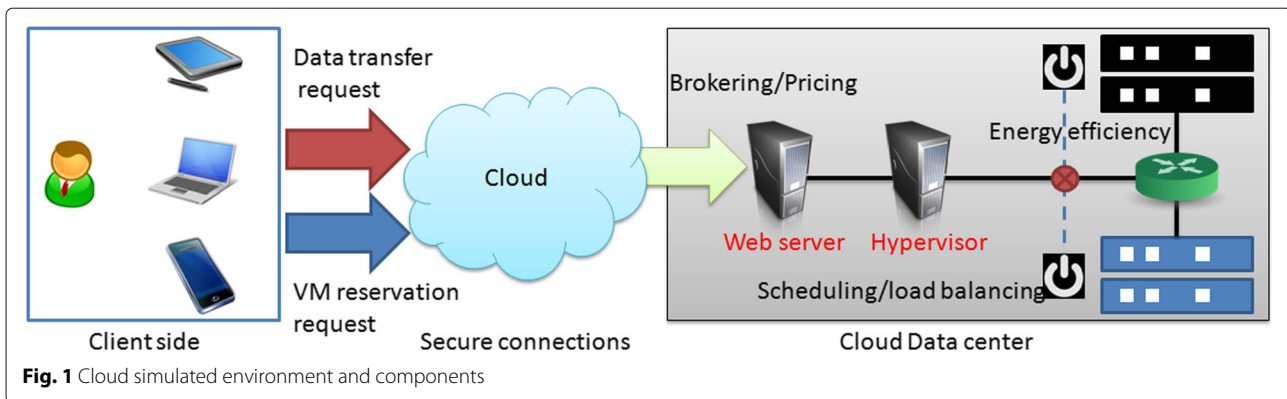 Data transfer
request
Brokering/Pricing
Energy efficiency
Cloud
Web server
Hypervisor
VM reservation
request
Scheduling/load balancing
Client side
Secure connections
Cloud Data center
Fig. 1 Cloud simulated environment and components